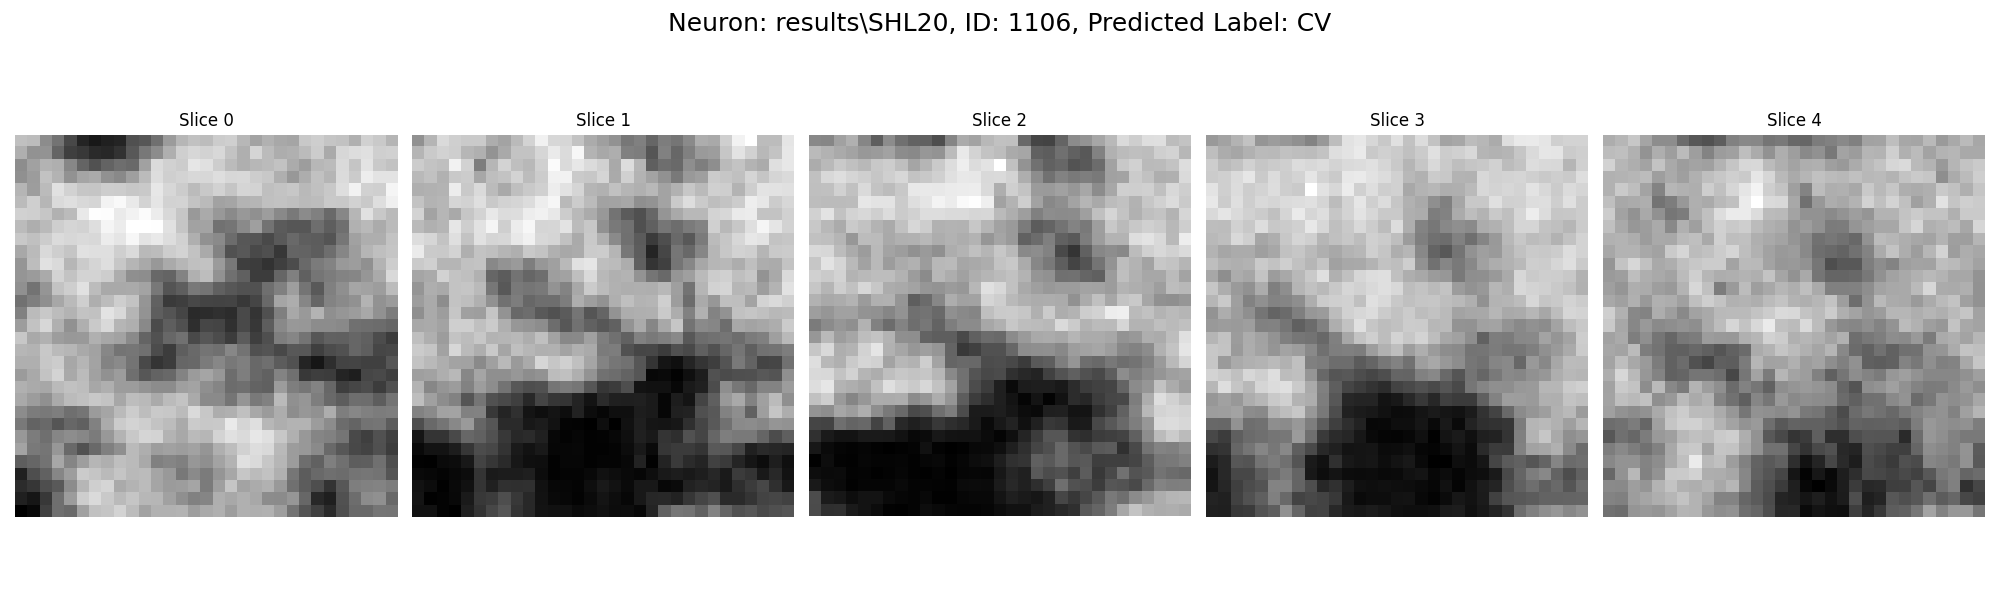 Neuron: results\SHL20, ID: 1106, Predicted Label: CV
Slice 0
Slice 1
Slice 2
Slice 3
Slice 4